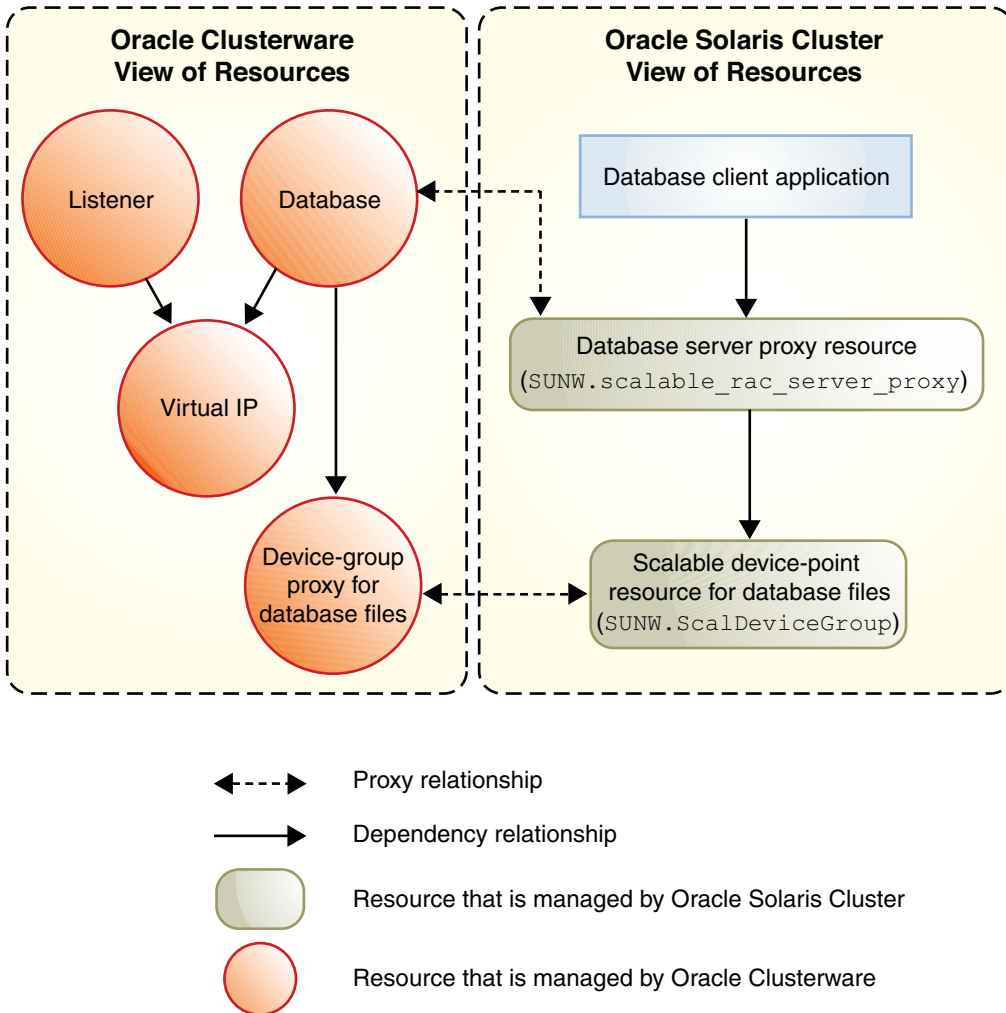 Oracle Clusterware
View of Resources
Listener
Database
Virtual IP
Device-group
proxy for
database files
Oracle Solaris Cluster
View of Resources
Database client application
Database server proxy resource
(SUNW.scalable_rac_server_proxy)
Scalable device-point
resource for database files
(SUNW.ScalDeviceGroup)
Proxy relationship
Dependency relationship
Resource that is managed by Oracle Solaris Cluster
Resource that is managed by Oracle Clusterware